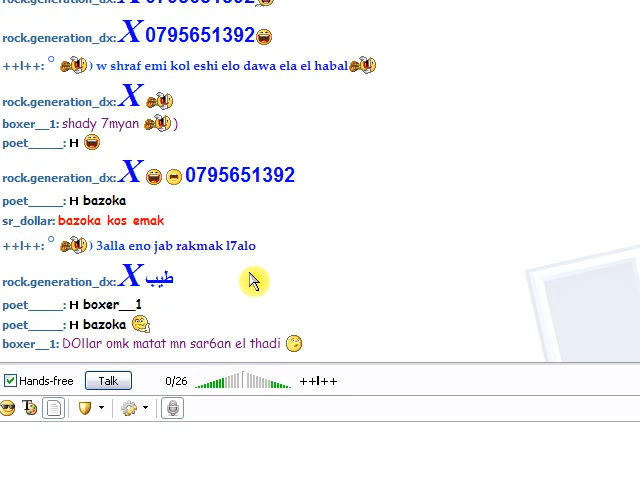 rock.generation_dx: X 0795651392
++I++: ° ) w shraf emi kol eshi elo dawa ela el habal
rock.generation_dx: X
boxer__1: shady 7myan )
poet_____: H
rock.generation_dx: X 0795651392
poet_____: H bazoka
sr_dollar: bazoka kos emak
++I++: ° ) 3alla eno jab rakmak l7alo
rock.generation_dx: X طيب
poet_____: H boxer__1
poet_____: H bazoka
boxer__1: DOllar omk matat mn sar6an el thadi
Hands-free Talk 0/26 ++I++